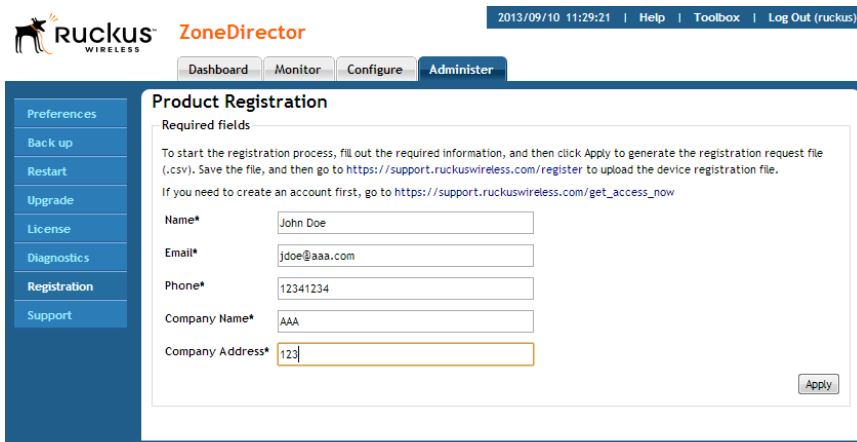 2013/09/10 11:29:21 | Help | Toolbox | Log Out (ruckus)
RUCKUS
WIRELESS
ZoneDirector
Dashboard Monitor Configure Administer
Preferences
Back up
Restart
Upgrade
License
Diagnostics
Registration
Support
Product Registration
Required fields
To start the registration process, fill out the required information, and then click Apply to generate the registration request file
(.csv). Save the file, and then go to https://support.ruckuswireless.com/register to upload the device registration file.
If you need to create an account first, go to https://support.ruckuswireless.com/get_access_now
Name* John Doe
Email* jdoe@aaa.com
Phone* 12341234
Company Name* AAA
Company Address* 123
Apply